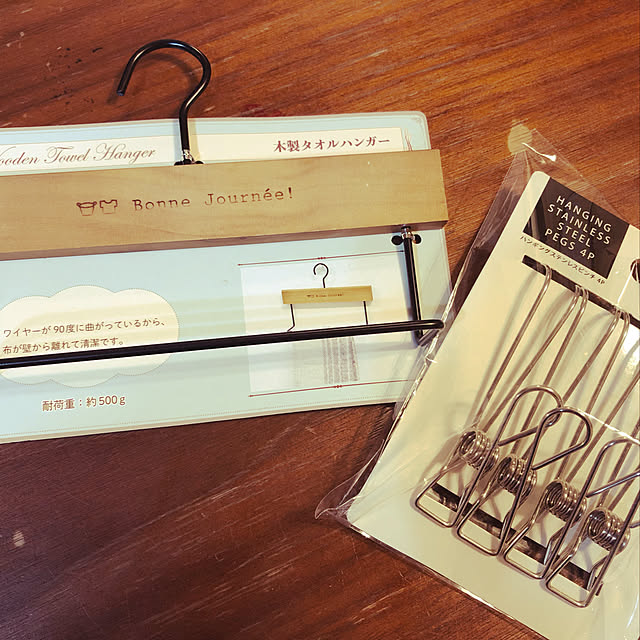 Wooden Towel Hanger
木製タオルハンガー
Bonne Journée!
ワイヤーが90度に曲がっているから、
布が壁から離れて清潔です。
耐荷重：約500g
HANGING
STAINLESS
STEEL
PEGS 4P
ハンギングステンレスピンチ 4P